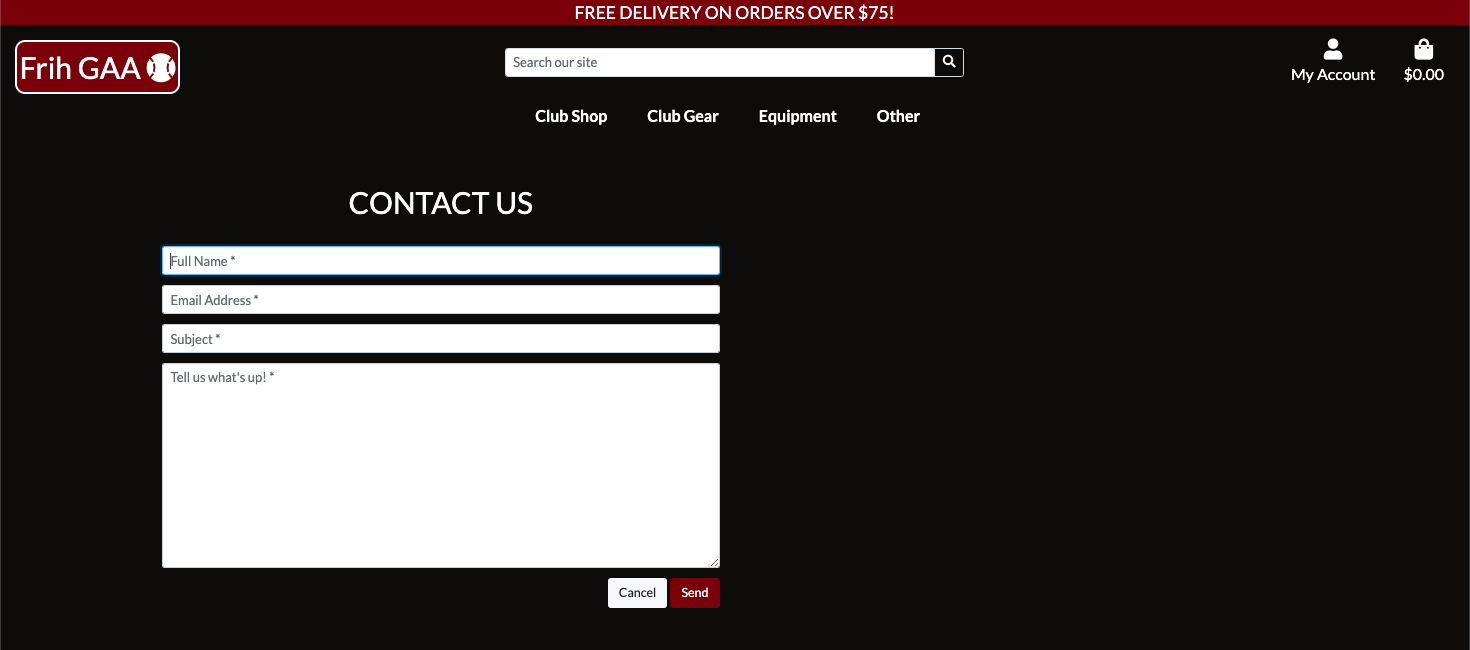 FREE DELIVERY ON ORDERS OVER $75!
Frih GAA
Search our site
My Account
$0.00
Club Shop
Club Gear
Equipment
Other
CONTACT US
Full Name *
Email Address *
Subject *
Tell us what's up! *
Cancel
Send